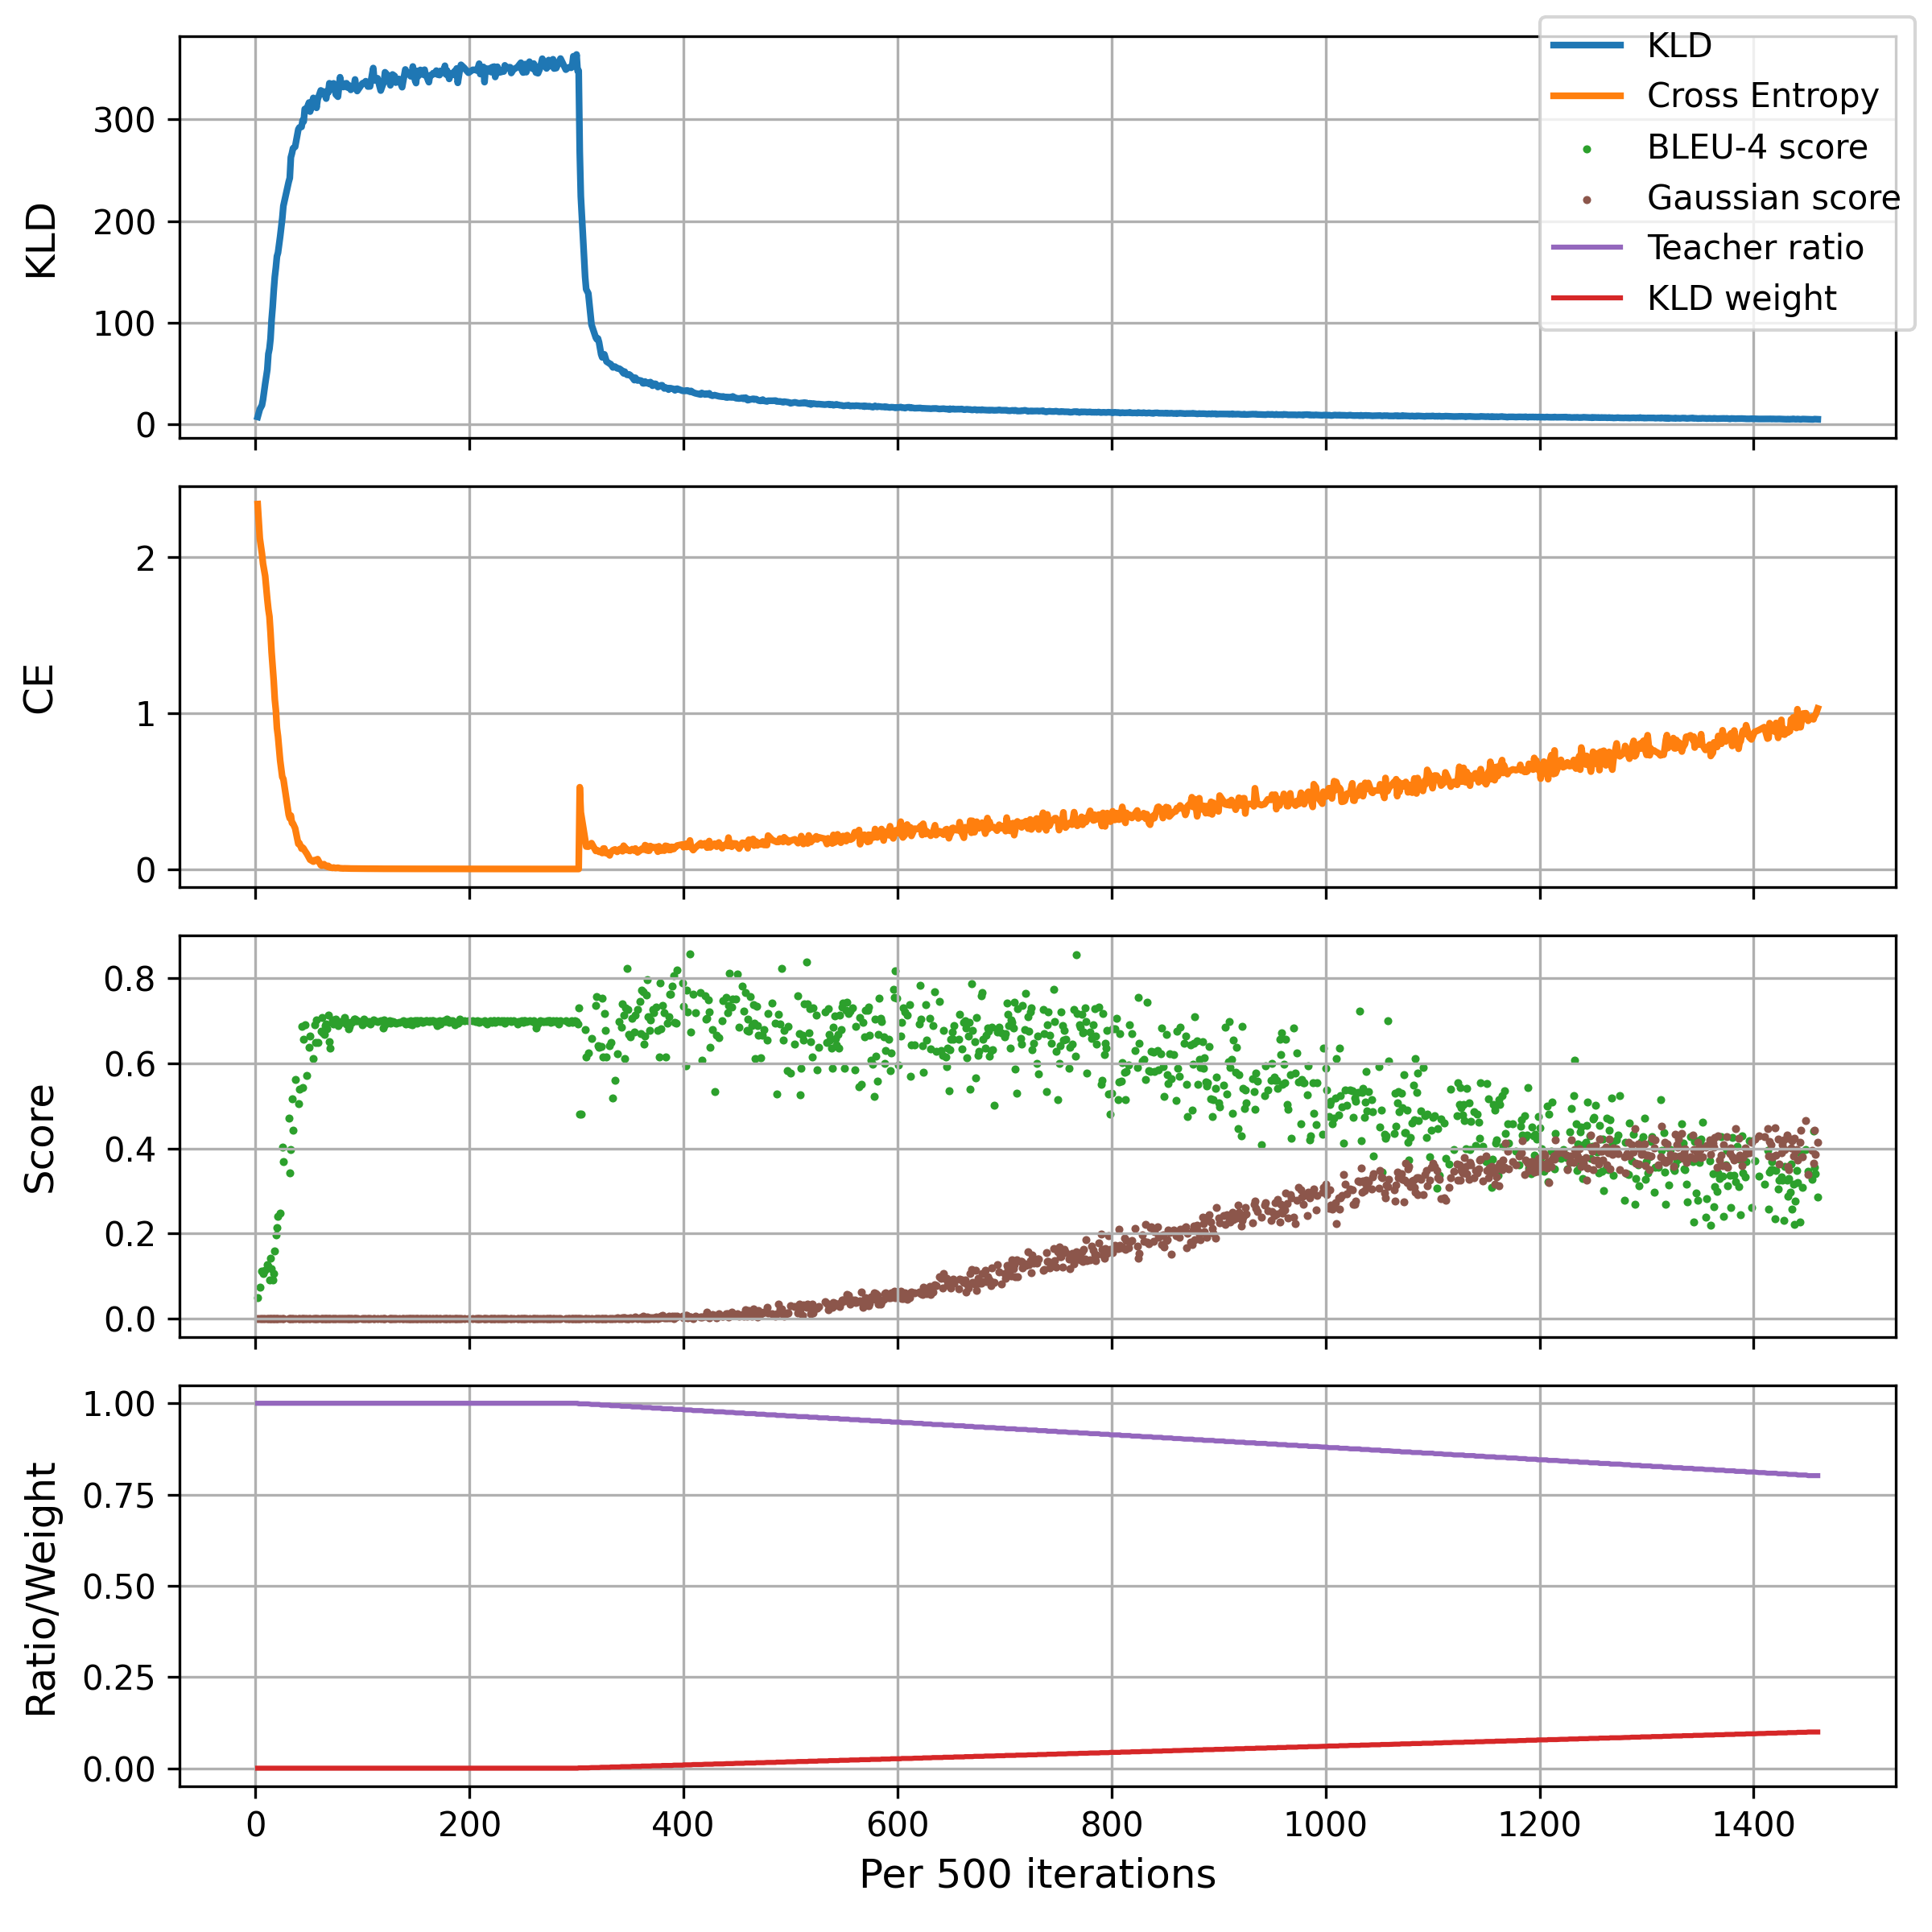 KLD
Cross Entropy
BLEU-4 score
Gaussian score
Teacher ratio
KLD weight
KLD
300
200
100
0
CE
2
1
0
Score
0.8
0.6
0.4
0.2
0.0
Ratio/Weight
1.00
0.75
0.50
0.25
0.00
0 200 400 600 800 1000 1200 1400
Per 500 iterations